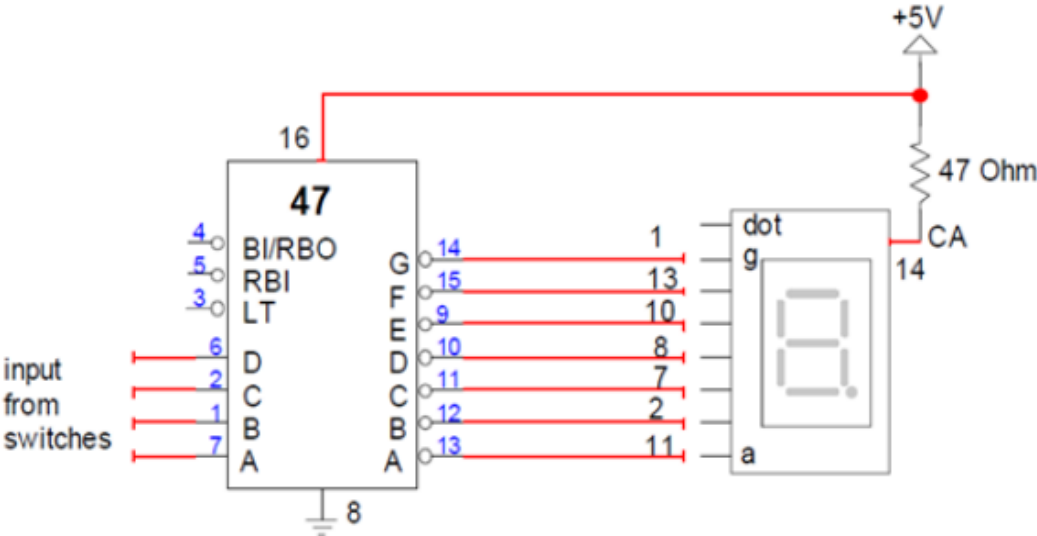 +5V
16
47 Ohm
47
4
BI/RBO
5
RBI
3
LT
6
D
2
C
1
B
7
A
input
from
switches
G
14
1
F
15
13
E
9
10
D
10
8
C
11
7
B
12
2
A
13
11
dot
g
a
CA
14
8